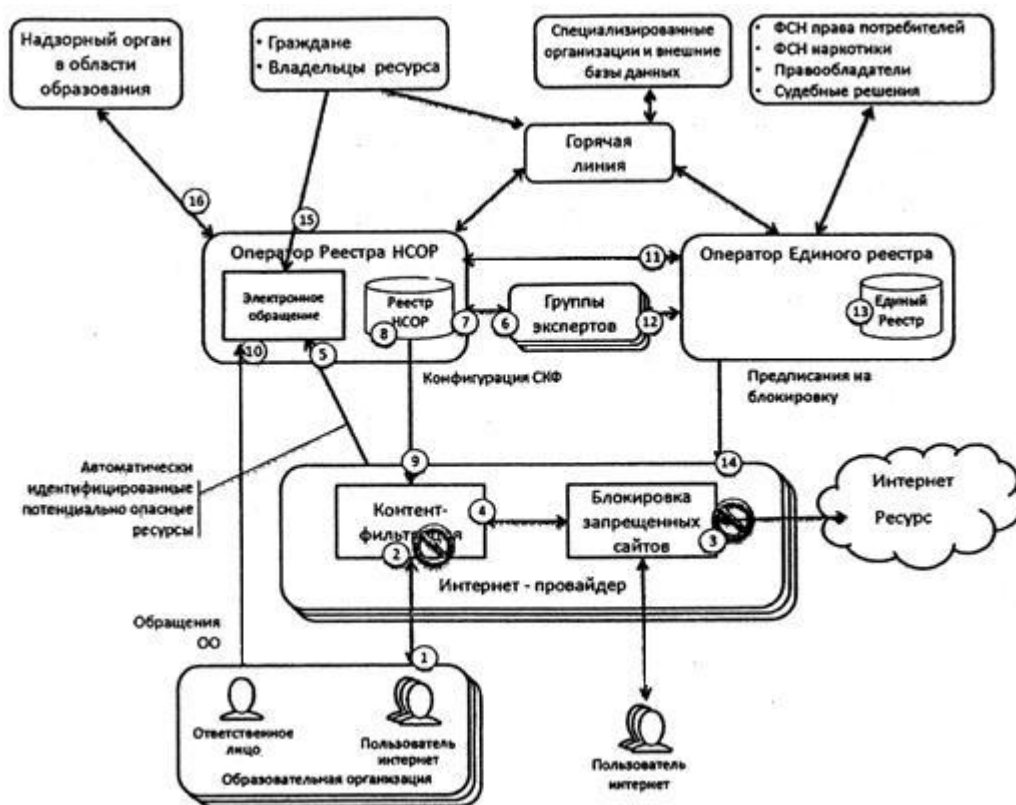 Надзорный орган
в области
образования
• Граждане
• Владельцы ресурса
Специализированные
организации и внешние
базы данных
• ФСН права потребителей
• ФСН наркотики
• Правообладатели
• Судебные решения
Горячая
линия
16
15
Оператор Реестра НСОР
11
Оператор Единого реестра
Электронное
обращение
Реестр
НСОР
8
7
6
Группы
экспертов
12
13
Единый
Реестр
10
5
Конфигурация СКФ
Предписания на
блокировку
Автоматически
идентифицированные
потенциально опасные
ресурсы
9
14
Контент-
фильтрация
2
4
Блокировка
запрещенных
сайтов
3
Интернет
Ресурс
Интернет - провайдер
Обращения
ОО
1
Ответственное
лицо
Пользователь
интернет
Образовательная организация
Пользователь
интернет